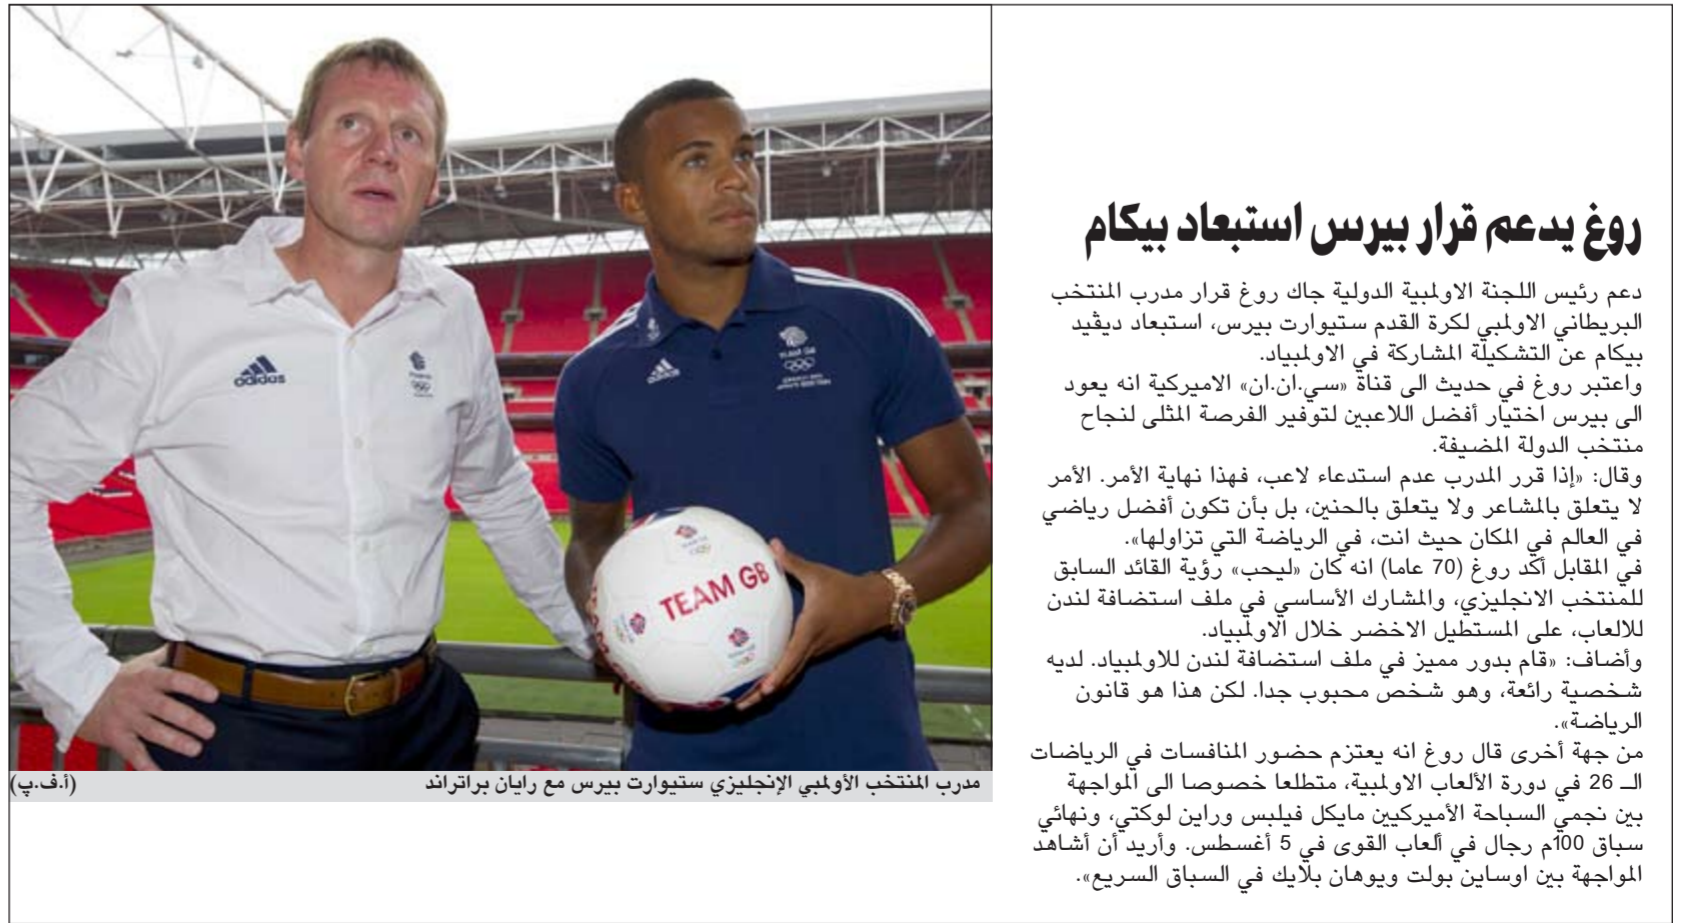 روغ يدعم قرار بيرس استبعاد بيكام
دعم رئيس اللجنة الاولمبية الدولية جاك روغ قرار مدرب المنتخب
البريطاني الاولمبي لكرة القدم ستيوارت بيرس، استبعاد ديڤيد
بيكام عن التشكيلة المشاركة في الاولمبياد.
واعتبر روغ في حديث الى قناة «سي.ان.ان» الاميركية انه يعود
الى بيرس اختيار أفضل اللاعبين لتوفير الفرصة المثلى لنجاح
منتخب الدولة المضيفة.
وقال: «إذا قرر المدرب عدم استدعاء لاعب، فهذا نهاية الأمر. الأمر
لا يتعلق بالمشاعر ولا يتعلق بالحنين، بل بأن تكون أفضل رياضي
في العالم في المكان حيث انت، في الرياضة التي تزاولها».
في المقابل أكد روغ (70 عاما) انه كان «ليحب» رؤية القائد السابق
للمنتخب الانجليزي، والمشارك الأساسي في ملف استضافة لندن
للالعاب، على المستطيل الاخضر خلال الاولمبياد.
وأضاف: «قام بدور مميز في ملف استضافة لندن للاولمبياد. لديه
شخصية رائعة، وهو شخص محبوب جدا. لكن هذا هو قانون
الرياضة».
من جهة أخرى قال روغ انه يعتزم حضور المنافسات في الرياضات
الــ 26 في دورة الألعاب الاولمبية، متطلعا خصوصا الى المواجهة
بين نجمي السباحة الأميركيين مايكل فيلبس وراين لوكتي، ونهائي
سباق 100م رجال في ألعاب القوى في 5 أغسطس. وأريد أن أشاهد
المواجهة بين اوساين بولت ويوهان بلايك في السباق السريع».
adidas
adidas
TEAM GB
TEAM GB
مدرب المنتخب الأولمبي الإنجليزي ستيوارت بيرس مع رايان براتراند
(أ.ف.پ)